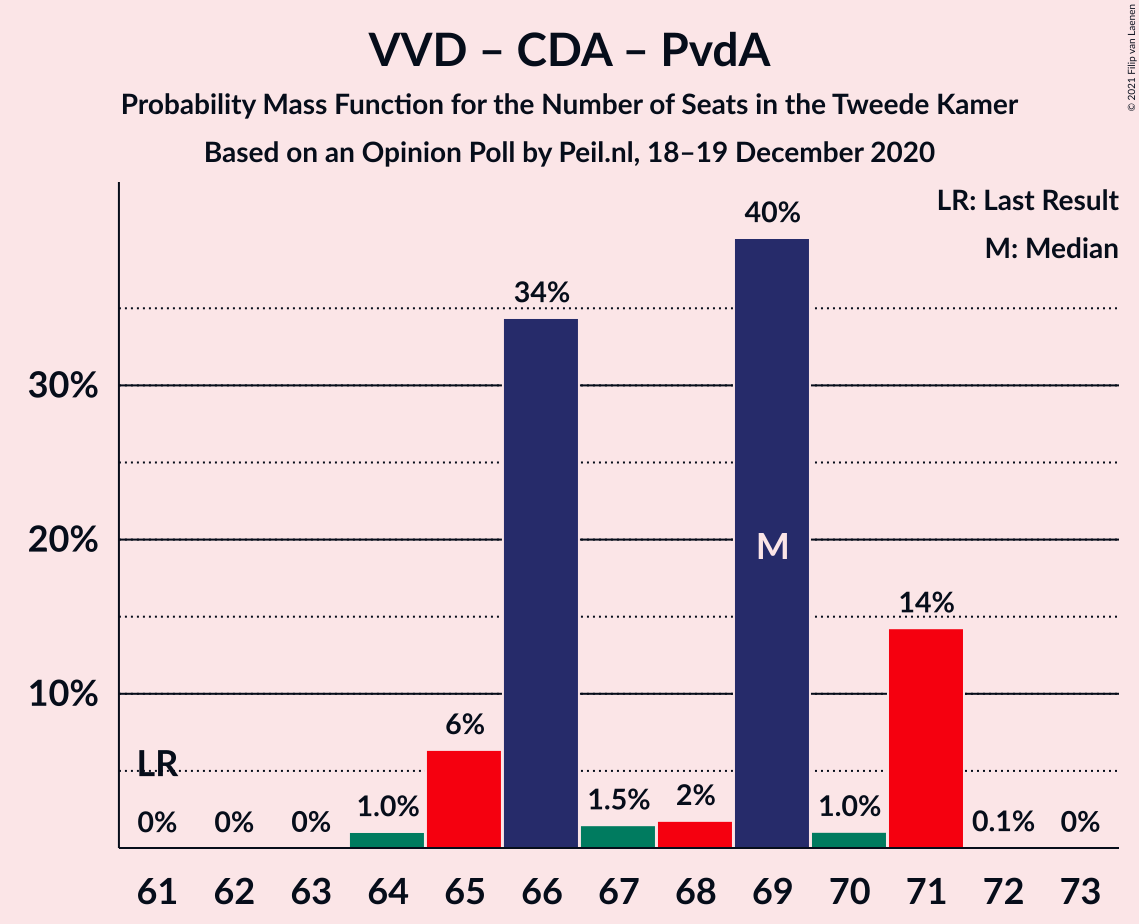 VVD – CDA – PvdA
Probability Mass Function for the Number of Seats in the Tweede Kamer
Based on an Opinion Poll by Peil.nl, 18–19 December 2020
© 2021 Filip van Laenen
LR: Last Result
M: Median
40%
34%
30%
20%
M
14%
10%
6%
LR
0% 0% 0% 1.0% 1.5% 2% 1.0% 0.1% 0%
61 62 63 64 65 66 67 68 69 70 71 72 73